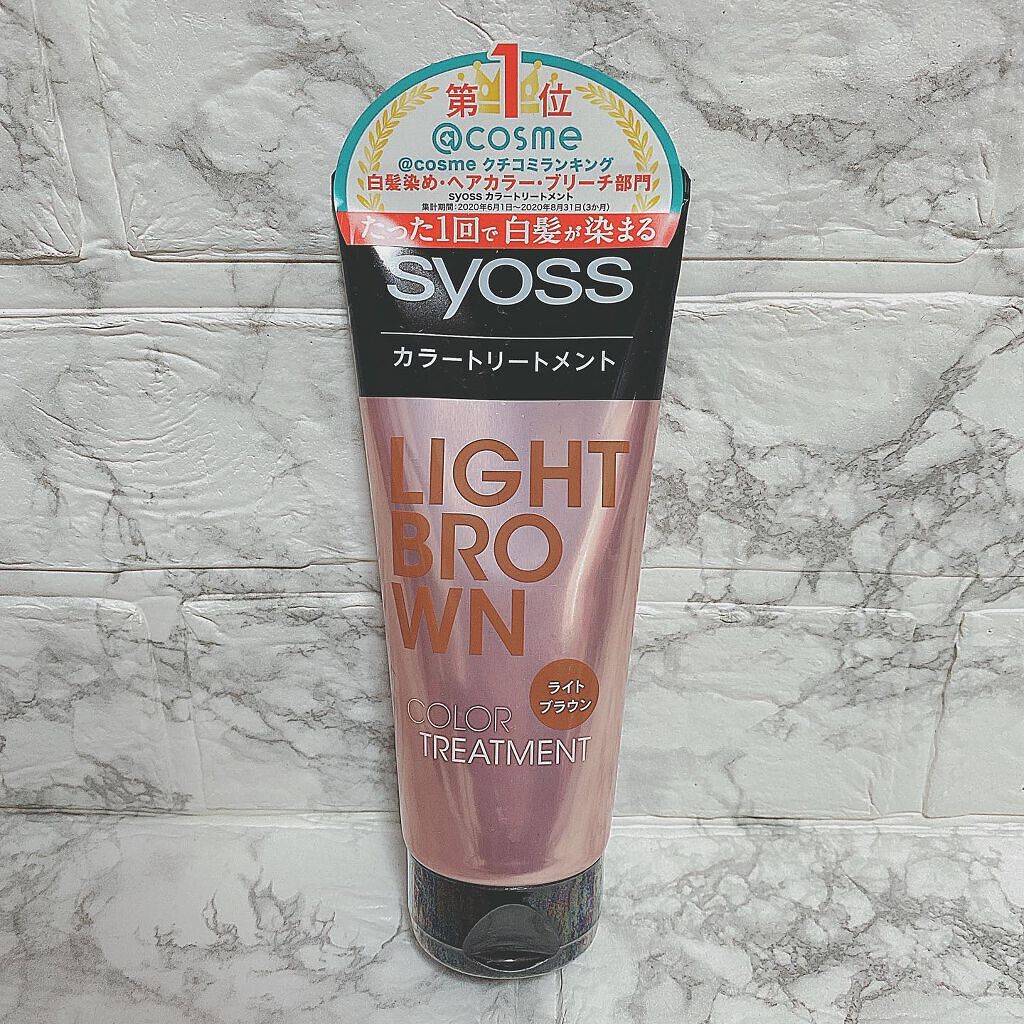 第1位
@cosme
@cosme クチコミランキング
白髪染め・ヘアカラー・ブリーチ部門
syoss カラートリートメント
集計期間:2020年6月1日〜2020年8月31日(3か月)
たった1回で白髪が染まる
syoss
カラートリートメント
LIGHT
BRO
WN
ライト
ブラウン
COLOR
TREATMENT